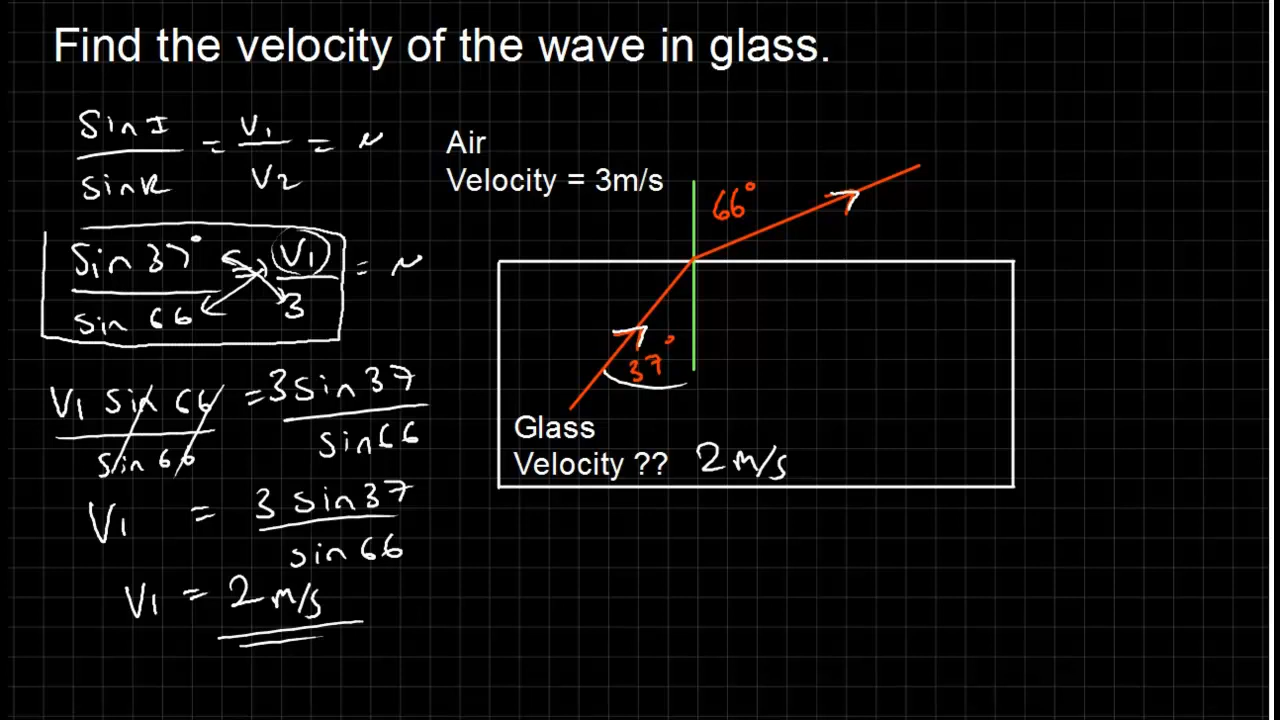 Find the velocity of the wave in glass.
Sin I / sin R = V1 / V2 = n
Sin 37° / sin 66 = V1 / 3 = n
V1 sin 66 / sin 66 = 3 sin 37 / sin 66
V1 = 3 sin 37 / sin 66
V1 = 2 m/s
Air
Velocity = 3m/s
66°
37°
Glass
Velocity ?? 2 m/s